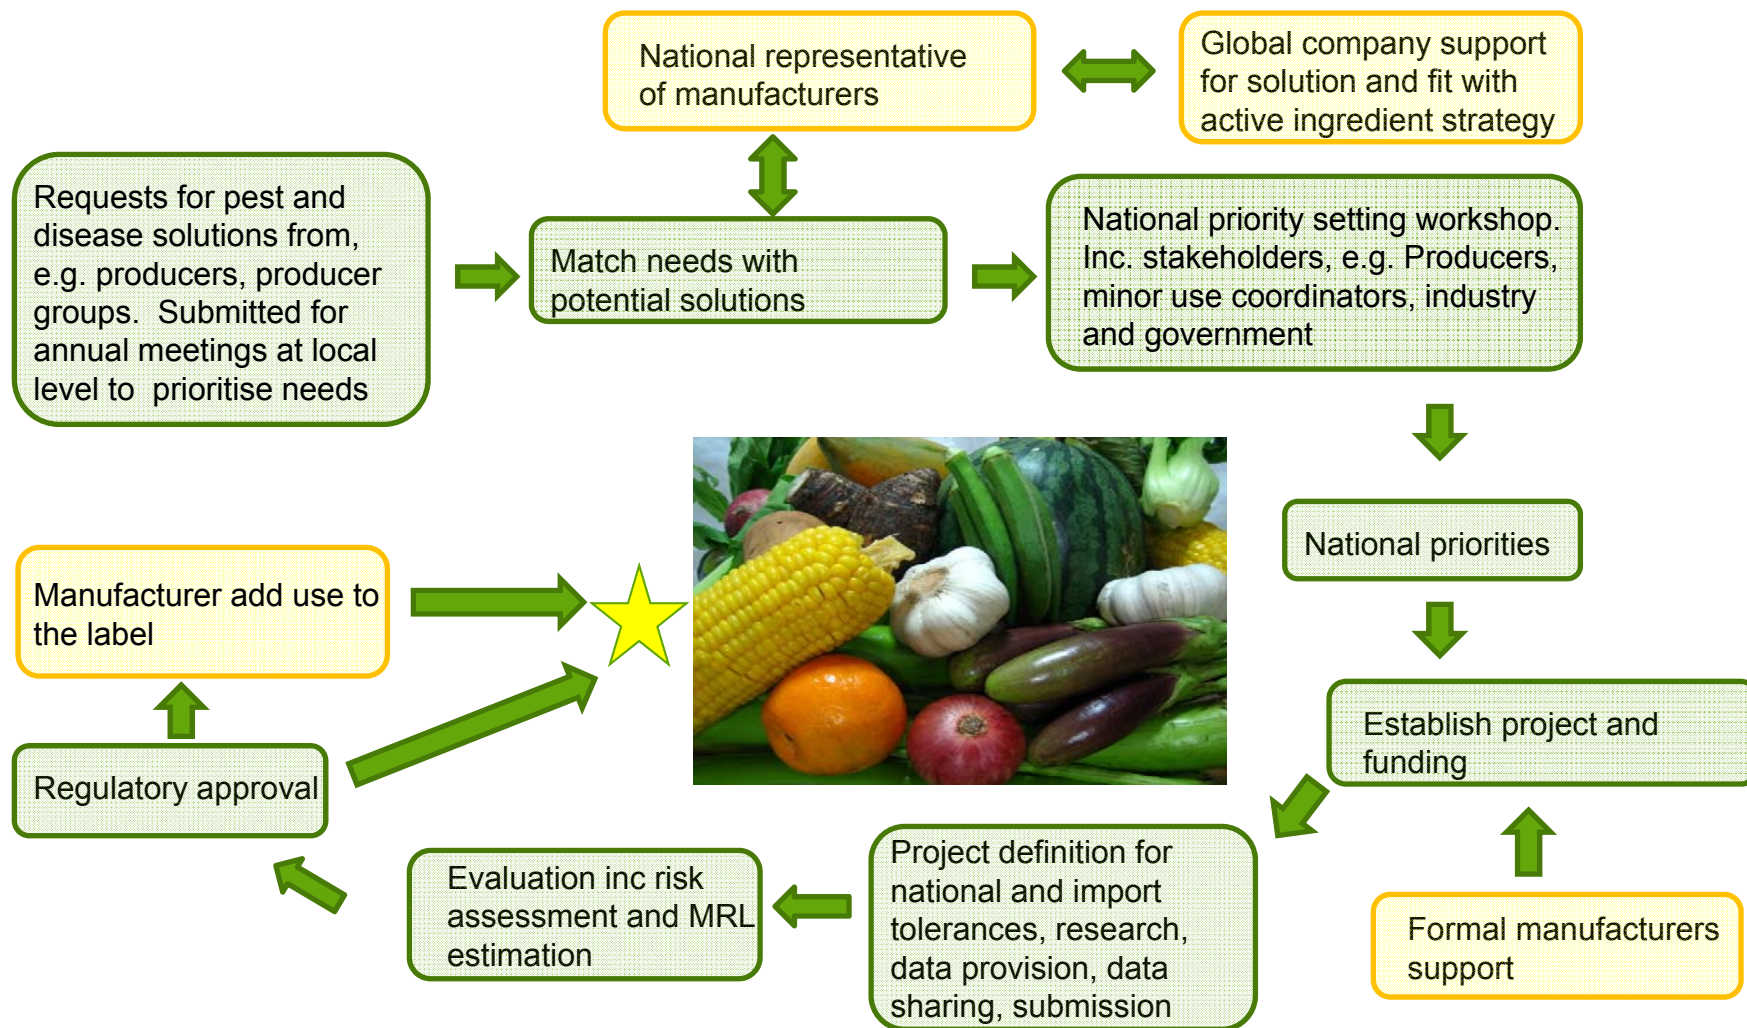 National representative
of manufacturers
Global company support
for solution and fit with
active ingredient strategy
Requests for pest and
disease solutions from,
e.g. producers, producer
groups.  Submitted for
annual meetings at local
level to  prioritise needs
Match needs with
potential solutions
National priority setting workshop.
Inc. stakeholders, e.g. Producers,
minor use coordinators, industry
and government
National priorities
Establish project and
funding
Formal manufacturers
support
Project definition for
national and import
tolerances, research,
data provision, data
sharing, submission
Evaluation inc risk
assessment and MRL
estimation
Regulatory approval
Manufacturer add use to
the label